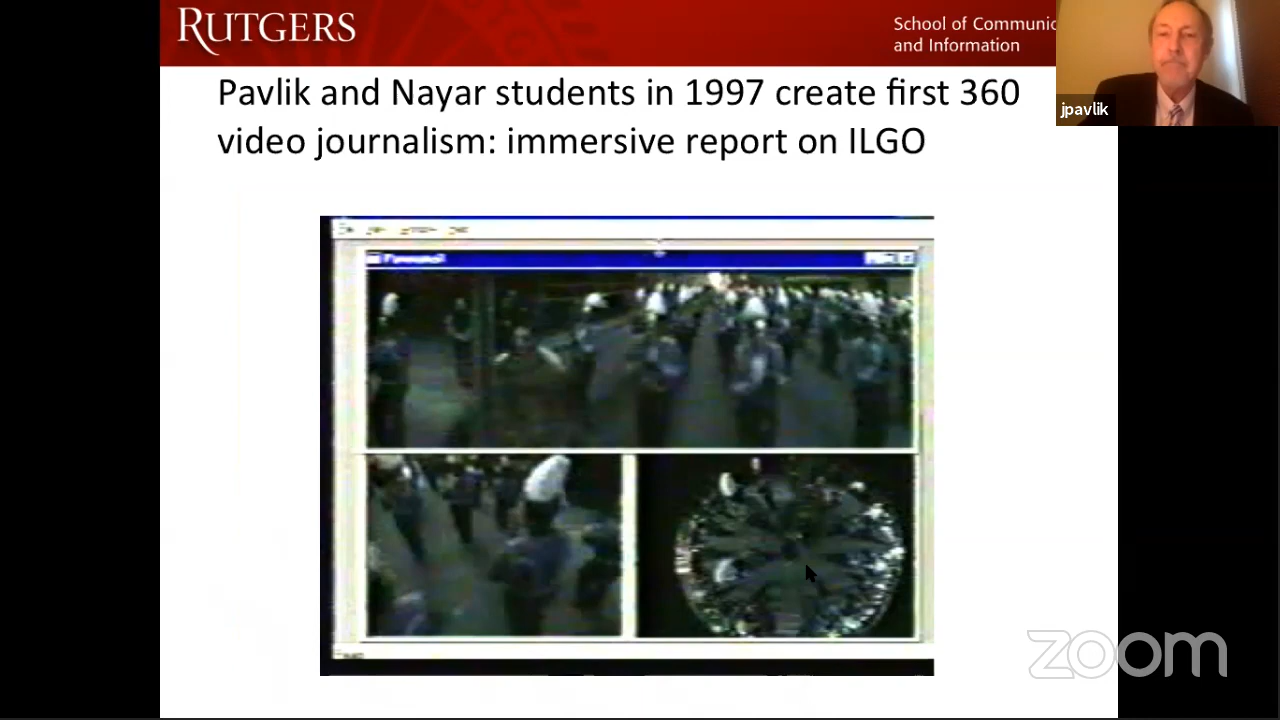 RUTGERS
School of Communic
and Information
jpavlik
Pavlik and Nayar students in 1997 create first 360
video journalism: immersive report on ILGO
zoom